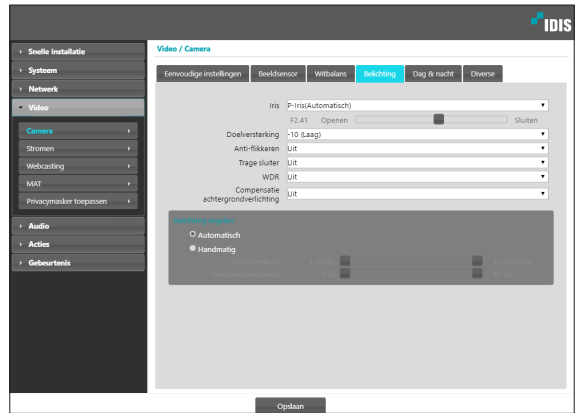 IDIS
Snelle installatie
Systeem
Netwerk
Video
Camera
Stromen
Webcasting
MAT
Privacymasker toepassen
Audio
Acties
Gebeurtenis
Video / Camera
Eenvoudige instellingen Beeldsensor Witbalans Belichting Dag & nacht Diverse
Iris P-Iris(Automatisch)
F2.41 Openen Sluiten
Doelversterking -10 (Laag)
Anti-flikkeren Uit
Trage sluiter Uit
WDR Uit
Compensatie
achtergrondverlichting Uit
Automatisch
Handmatig
Opslaan